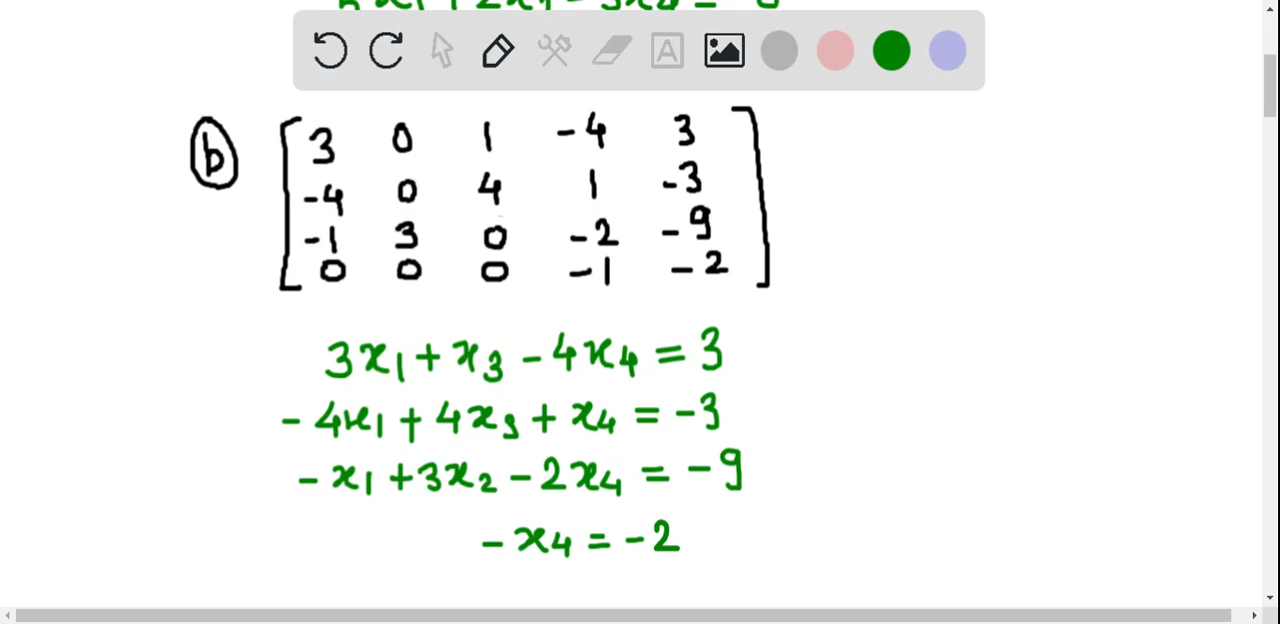 b
3 0 1 -4 3
-4 0 4 1 -3
-1 3 0 -2 -9
0 0 0 -1 -2
3x₁ + x₃ - 4x₄ = 3
-4x₁ + 4x₃ + x₄ = -3
-x₁ + 3x₂ - 2x₄ = -9
-x₄ = -2